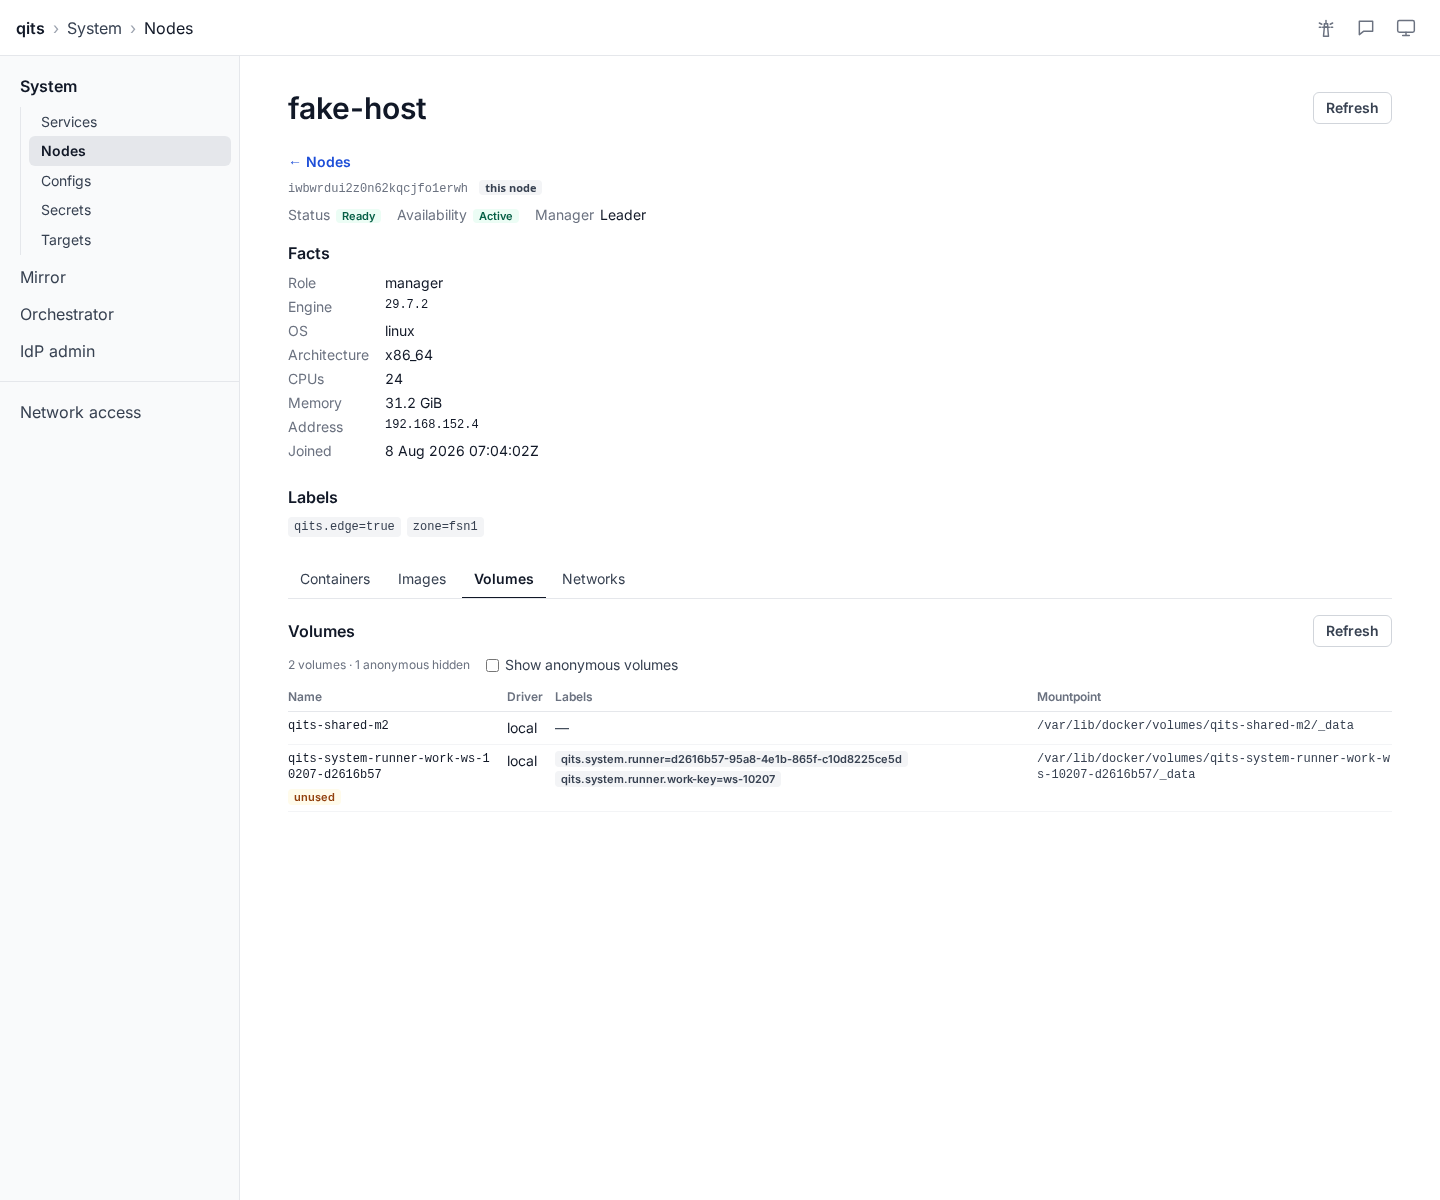 qits › System › Nodes
System
Services
Nodes
Configs
Secrets
Targets
Mirror
Orchestrator
IdP admin
Network access
fake-host
Refresh
← Nodes
iwbwrdui2z0n62kqcjfo1erwh this node
Status Ready Availability Active Manager Leader
Facts
Role manager
Engine 29.7.2
OS linux
Architecture x86_64
CPUs 24
Memory 31.2 GiB
Address 192.168.152.4
Joined 8 Aug 2026 07:04:02Z
Labels
qits.edge=true zone=fsn1
Containers Images Volumes Networks
Volumes
Refresh
2 volumes · 1 anonymous hidden Show anonymous volumes
Name Driver Labels Mountpoint
qits-shared-m2 local — /var/lib/docker/volumes/qits-shared-m2/_data
qits-system-runner-work-ws-1 local qits.system.runner=d2616b57-95a8-4e1b-865f-c10d8225ce5d /var/lib/docker/volumes/qits-system-runner-work-w
0207-d2616b57 qits.system.runner.work-key=ws-10207 s-10207-d2616b57/_data
unused